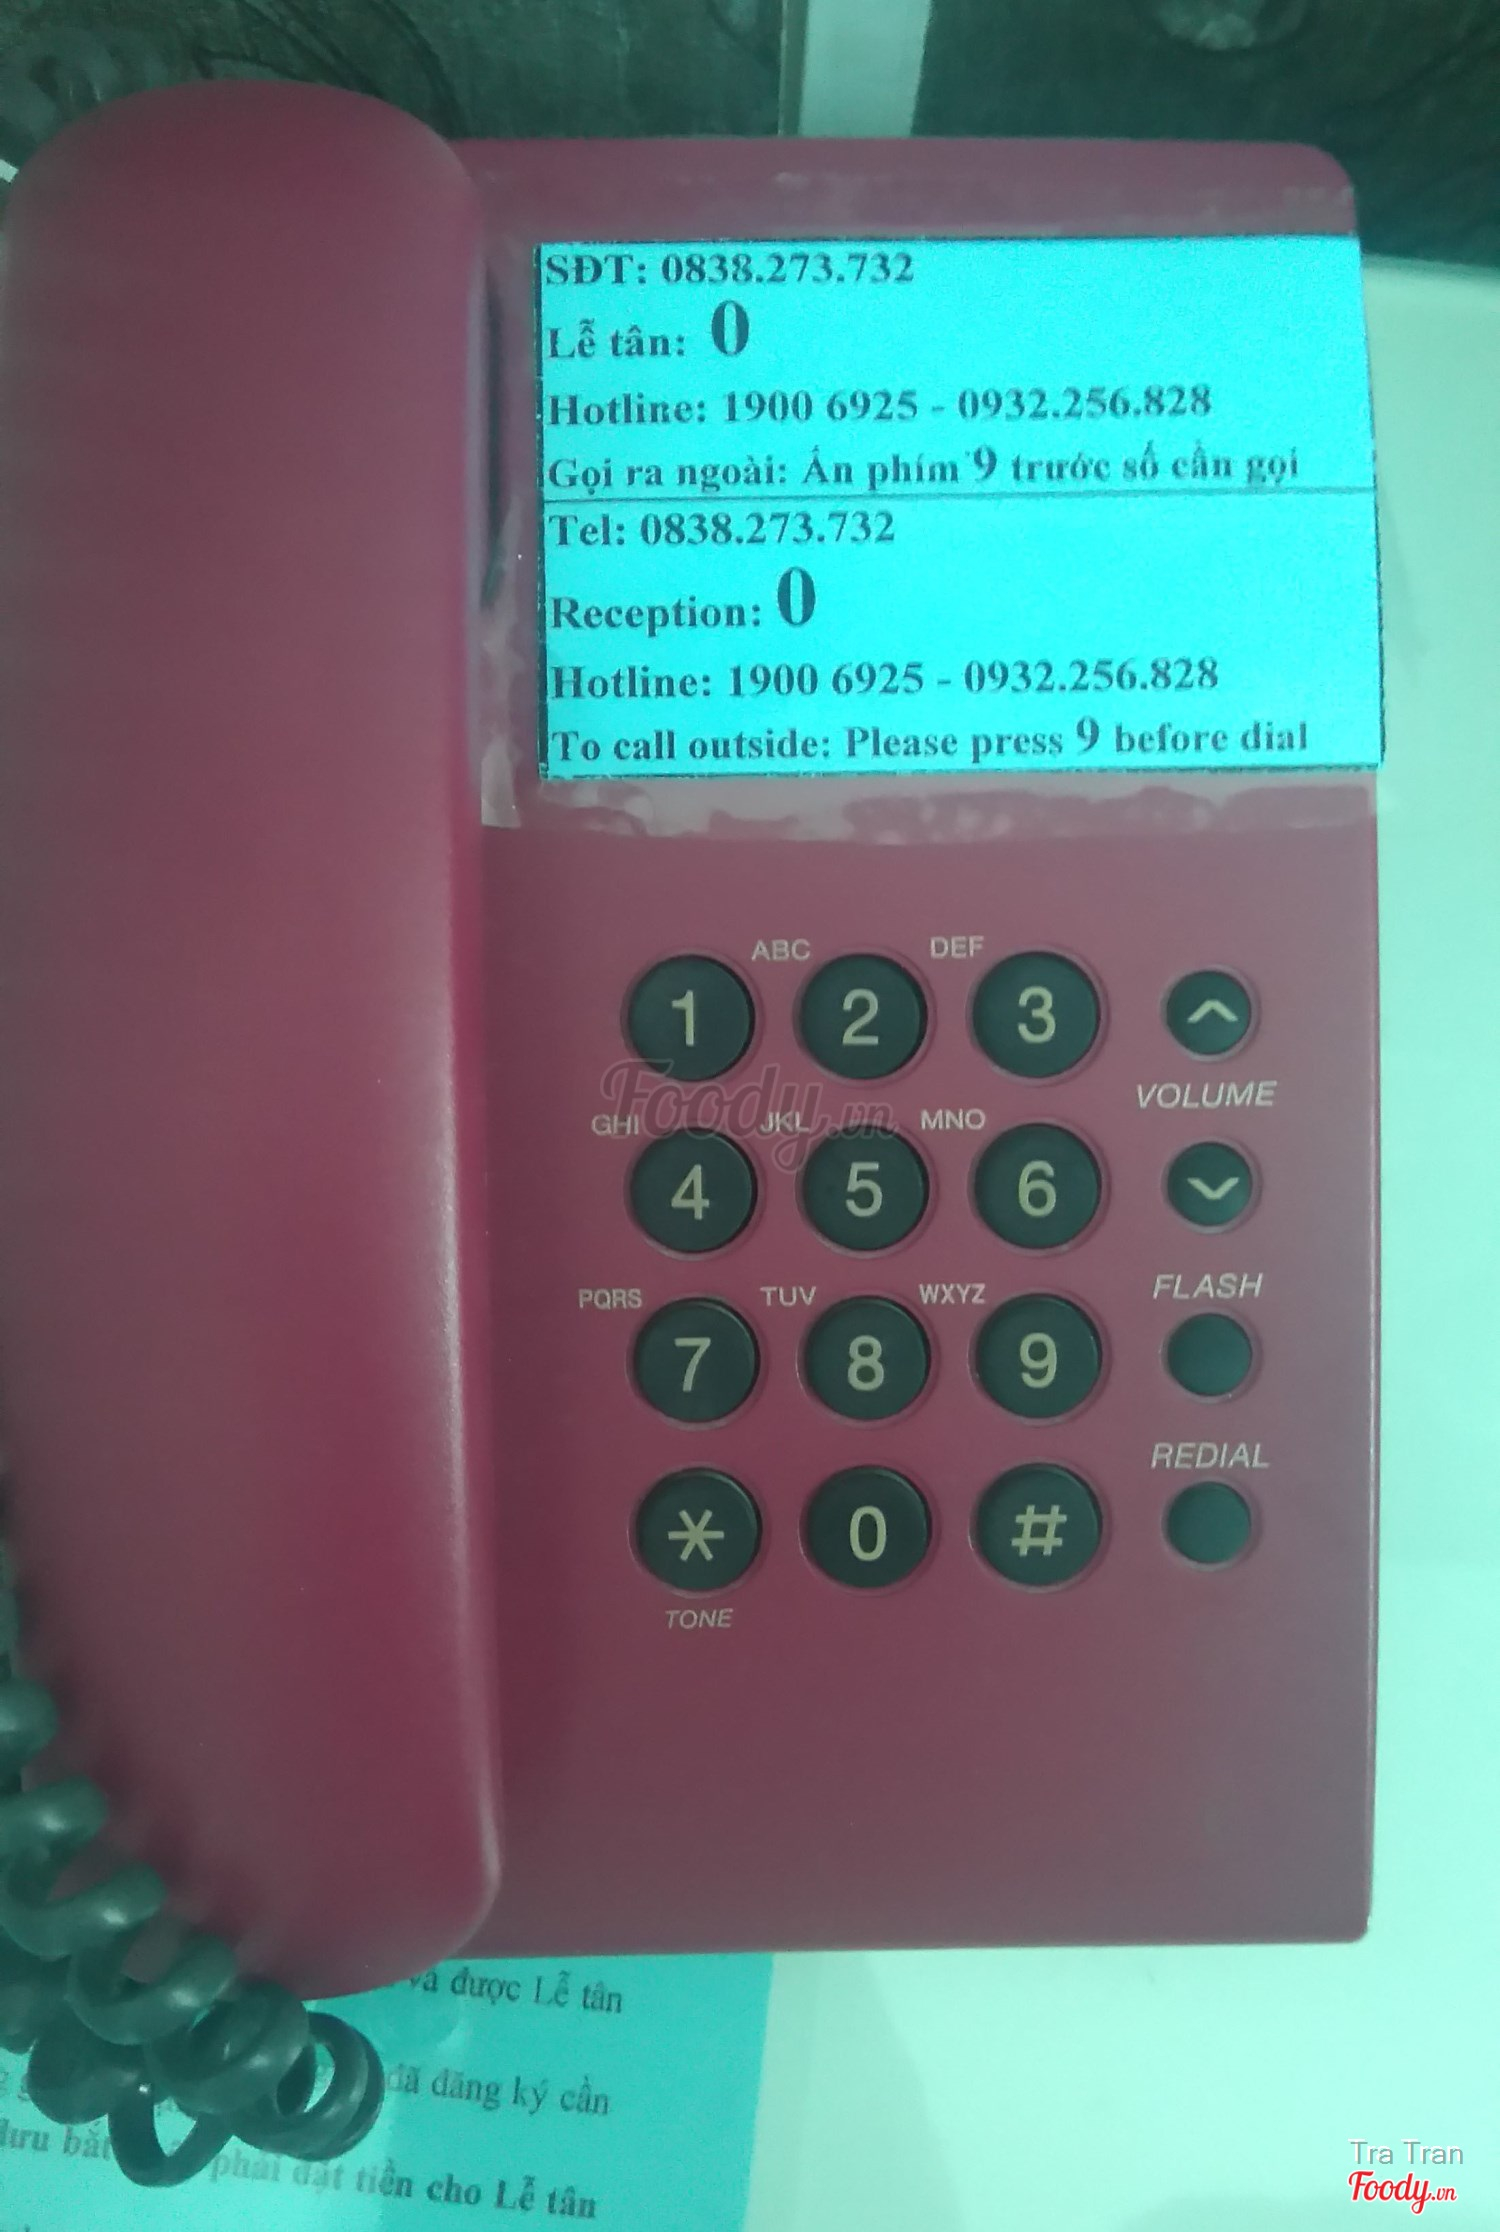 SĐT: 0838.273.732
Lễ tân: 0
Hotline: 1900 6925 - 0932.256.828
Gọi ra ngoài: Ấn phím 9 trước số cần gọi
Tel: 0838.273.732
Reception: 0
Hotline: 1900 6925 - 0932.256.828
To call outside: Please press 9 before dial
ABC DEF
1 2 3
VOLUME
GHI JKL MNO
4 5 6
Foody.vn
FLASH
PQRS TUV WXYZ
7 8 9
REDIAL
* 0 #
TONE
và được Lễ tân
đã đăng ký cần
lưu phải đặt tiền cho Lễ tân
Tra Tran
Foody.vn